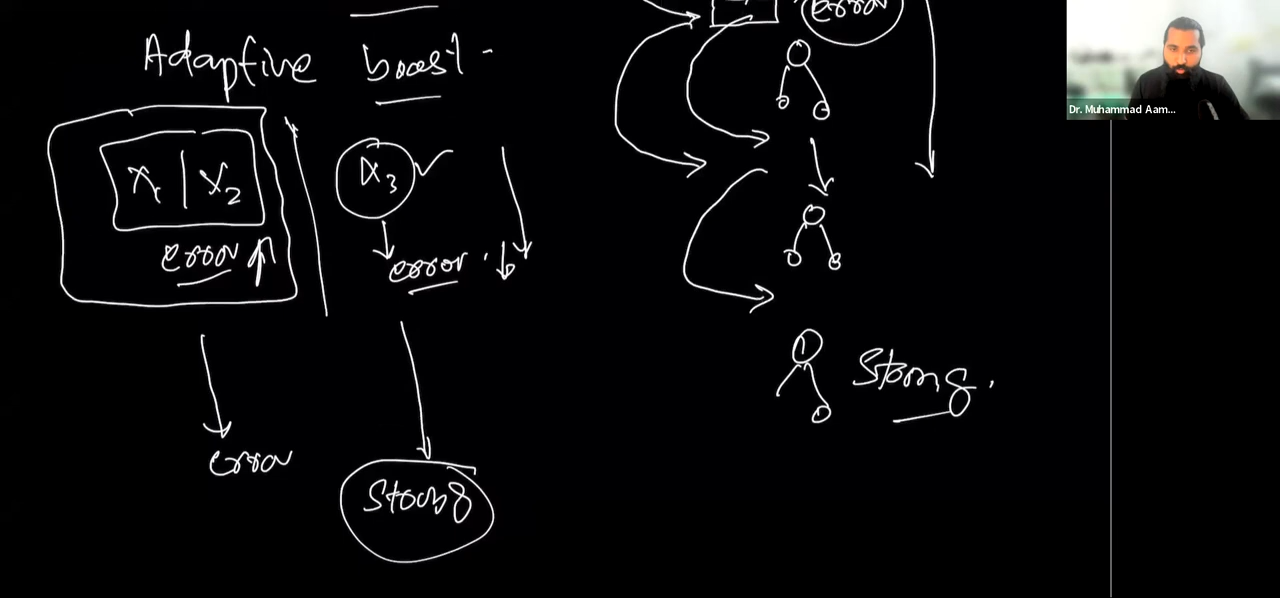 error
Adaptive boost -
Dr. Muhammad Aam...
X1 | X2
X3
error ↑
error ↓
Strong.
error
Strong